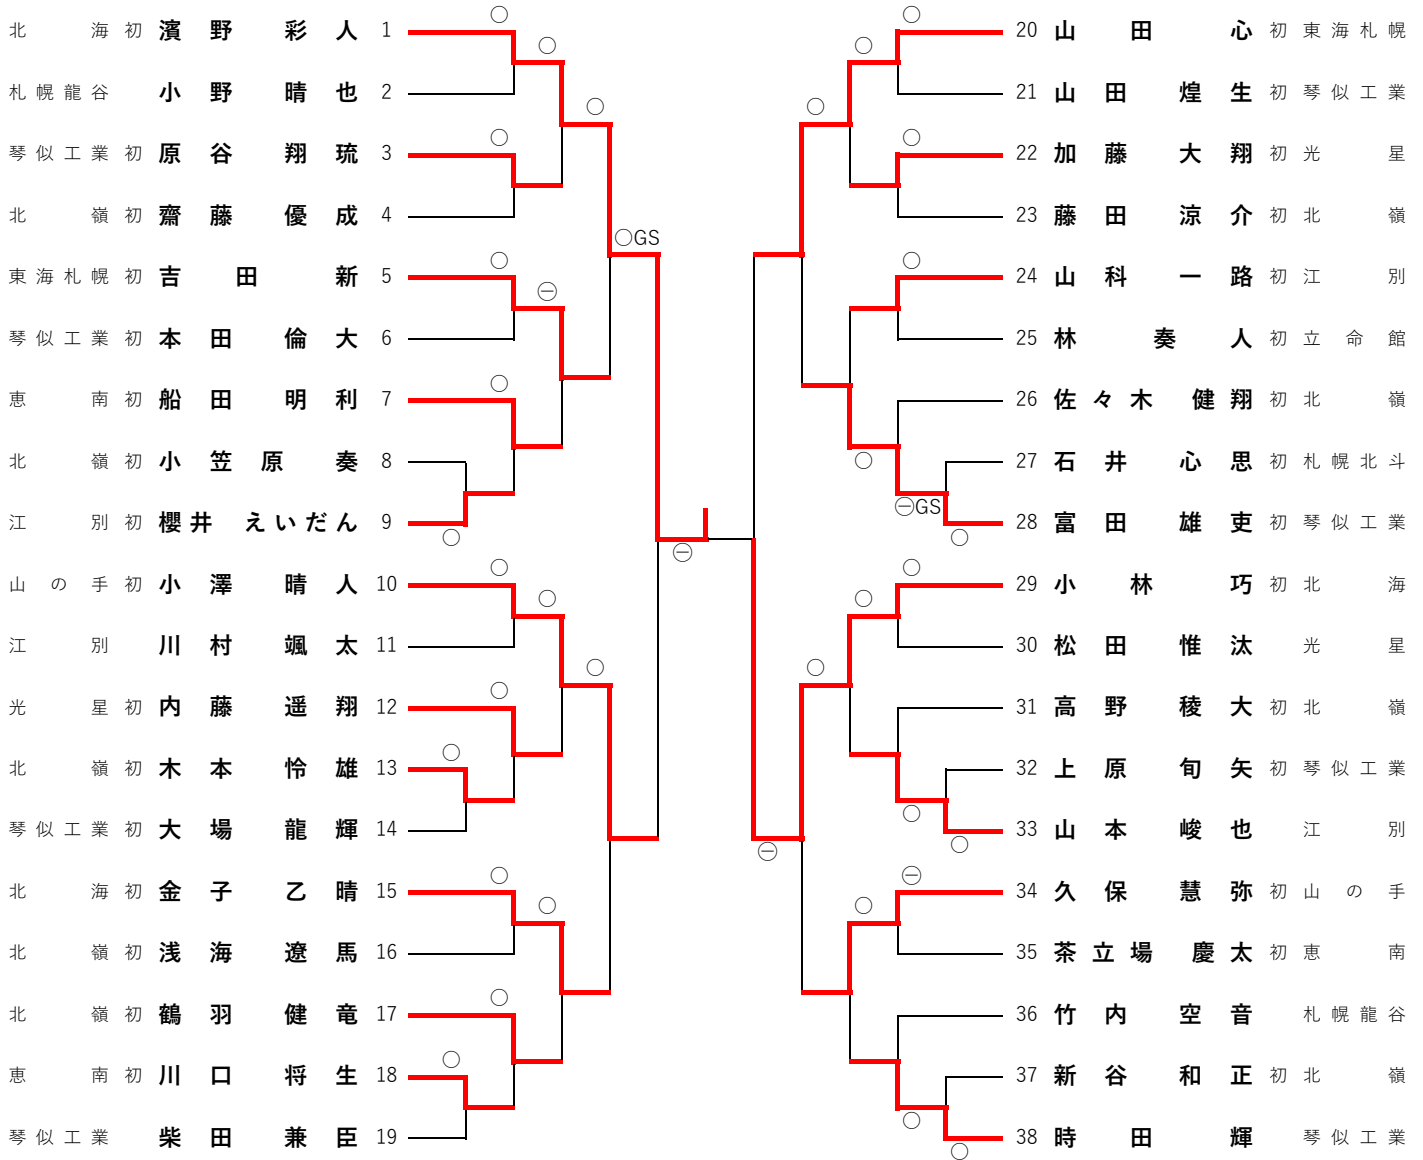 北海 初 濱野 彩人 1
札幌龍谷 小野 晴也 2
琴似工業 初 原谷 翔琉 3
北嶺 初 齋藤 優成 4
東海札幌 初 吉田 新 5
琴似工業 初 本田 倫大 6
恵南 初 船田 明利 7
北嶺 初 小笠原 奏 8
江別 初 櫻井 えいだん 9
山の手 初 小澤 晴人 10
江別 川村 颯太 11
光星 初 内藤 遥翔 12
北嶺 初 木本 怜雄 13
琴似工業 初 大場 龍輝 14
北海 初 金子 乙晴 15
北嶺 初 浅海 遼馬 16
北嶺 初 鶴羽 健竜 17
恵南 初 川口 将生 18
琴似工業 柴田 兼臣 19
○GS
㊀GS
20 山田 心 初 東海札幌
21 山田 煌生 初 琴似工業
22 加藤 大翔 初 光星
23 藤田 涼介 初 北嶺
24 山科 一路 初 江別
25 林 奏人 初 立命館
26 佐々木 健翔 初 北嶺
27 石井 心思 初 札幌北斗
28 富田 雄吏 初 琴似工業
29 小林 巧 初 北海
30 松田 惟汰 光星
31 高野 稜大 初 北嶺
32 上原 旬矢 初 琴似工業
33 山本 峻也 江別
34 久保 慧弥 初 山の手
35 茶立場 慶太 初 恵南
36 竹内 空音 札幌龍谷
37 新谷 和正 初 北嶺
38 時田 輝 琴似工業